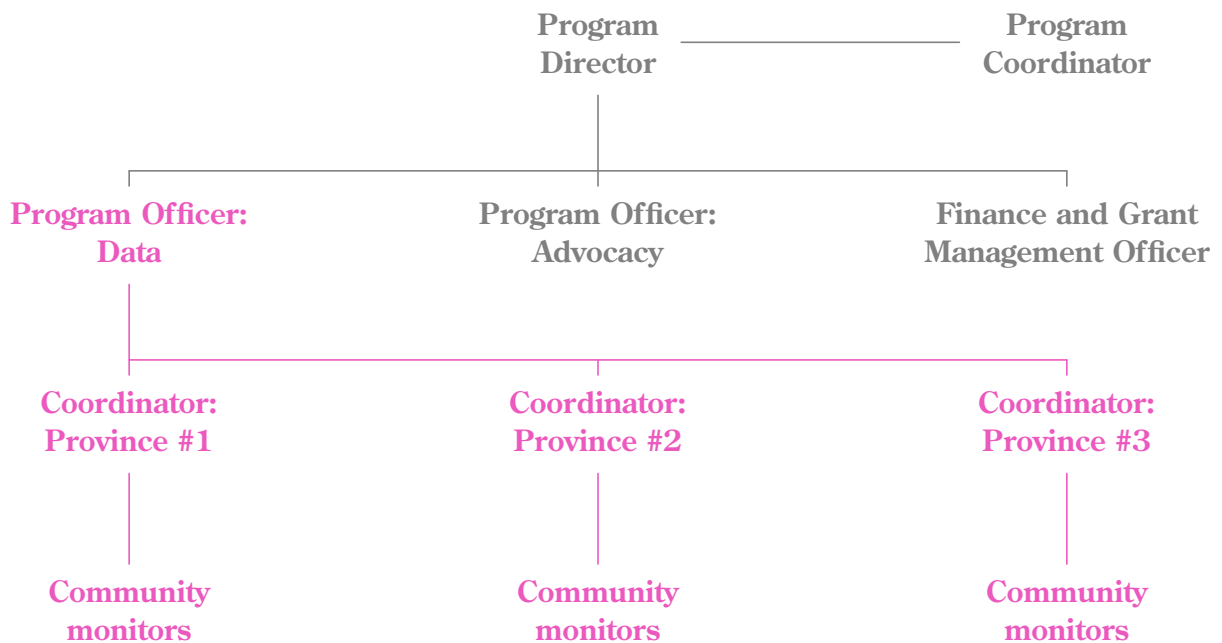 Program
Director
Program
Coordinator
Program Officer:
Data
Program Officer:
Advocacy
Finance and Grant
Management Officer
Coordinator:
Province #1
Coordinator:
Province #2
Coordinator:
Province #3
Community
monitors
Community
monitors
Community
monitors